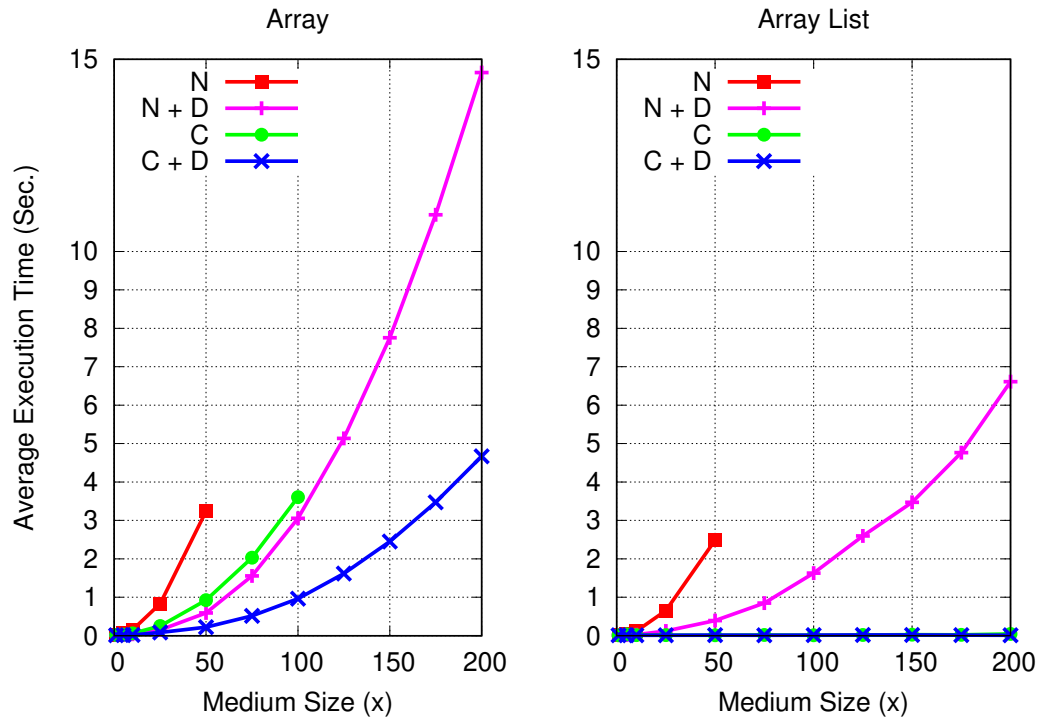 Array
Average Execution Time (Sec.)
15
10
9
8
7
6
5
4
3
2
1
0
N
N + D
C
C + D
0 50 100 150 200
Medium Size (x)
Array List
15
10
9
8
7
6
5
4
3
2
1
0
N
N + D
C
C + D
0 50 100 150 200
Medium Size (x)